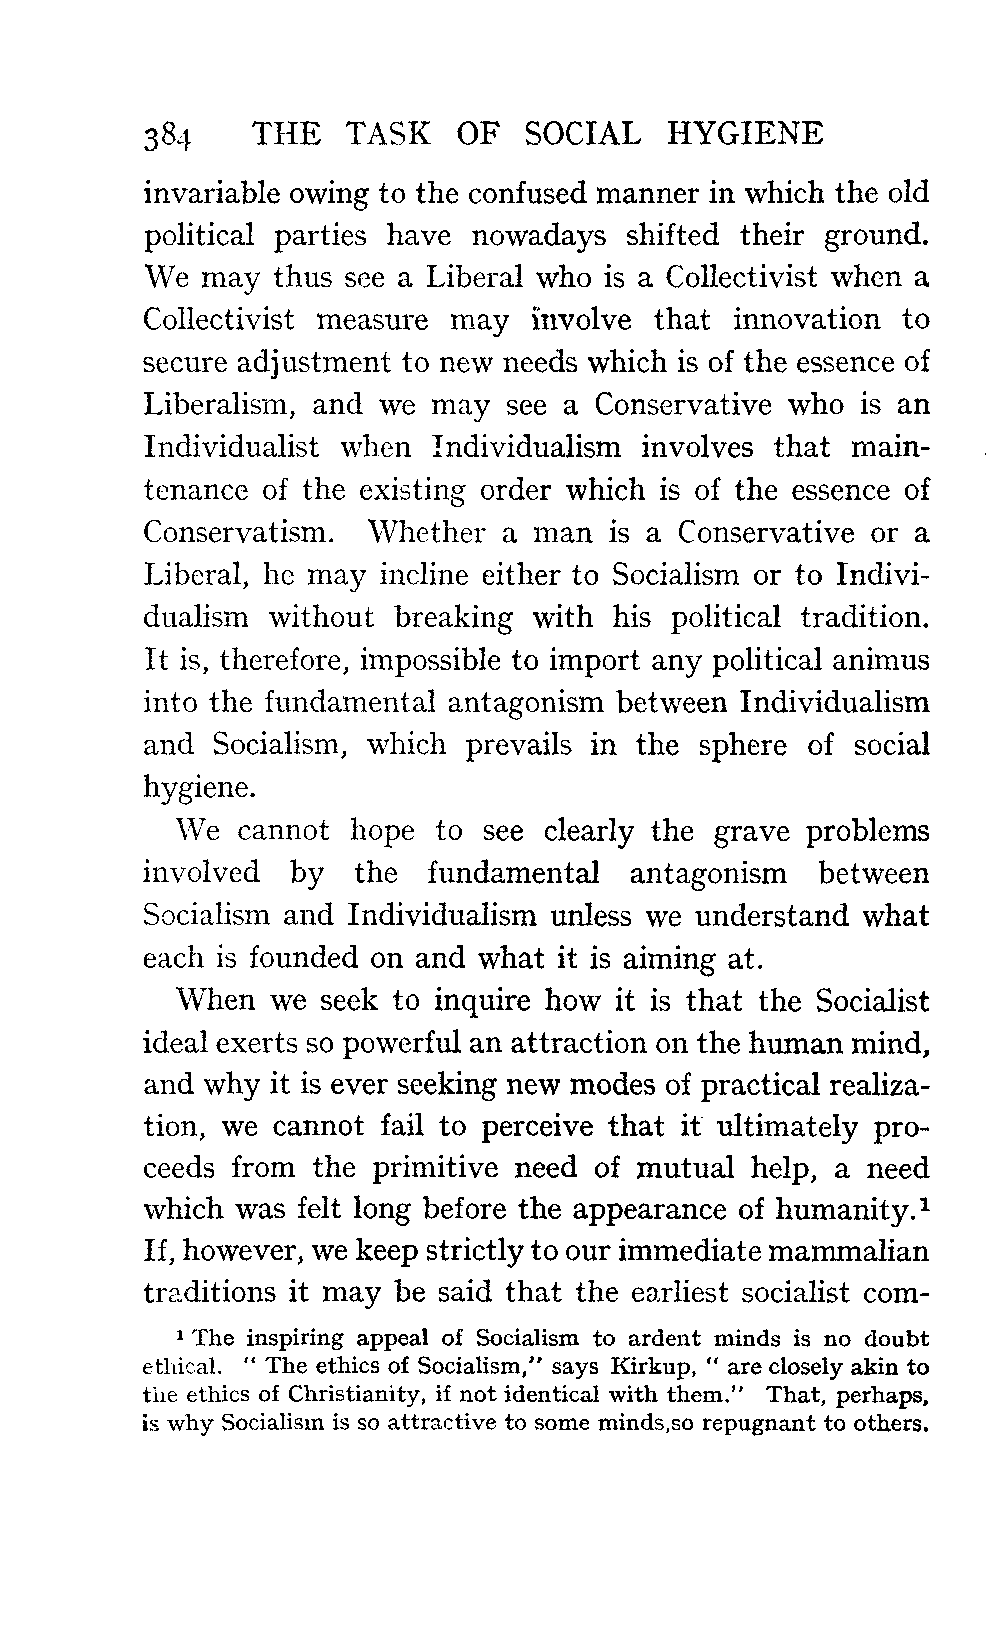 384 THE TASK OF SOCIAL HYGIENE
invariable owing to the confused manner in which the old
political parties have nowadays shifted their ground.
We may thus see a Liberal who is a Collectivist when a
Collectivist measure may involve that innovation to
secure adjustment to new needs which is of the essence of
Liberalism, and we may see a Conservative who is an
Individualist when Individualism involves that main-
tenance of the existing order which is of the essence of
Conservatism. Whether a man is a Conservative or a
Liberal, he may incline either to Socialism or to Indivi-
dualism without breaking with his political tradition.
It is, therefore, impossible to import any political animus
into the fundamental antagonism between Individualism
and Socialism, which prevails in the sphere of social
hygiene.
We cannot hope to see clearly the grave problems
involved by the fundamental antagonism between
Socialism and Individualism unless we understand what
each is founded on and what it is aiming at.
When we seek to inquire how it is that the Socialist
ideal exerts so powerful an attraction on the human mind,
and why it is ever seeking new modes of practical realiza-
tion, we cannot fail to perceive that it ultimately pro-
ceeds from the primitive need of mutual help, a need
which was felt long before the appearance of humanity.¹
If, however, we keep strictly to our immediate mammalian
traditions it may be said that the earliest socialist com-
¹ The inspiring appeal of Socialism to ardent minds is no doubt
ethical. " The ethics of Socialism," says Kirkup, " are closely akin to
the ethics of Christianity, if not identical with them." That, perhaps,
is why Socialism is so attractive to some minds,so repugnant to others.